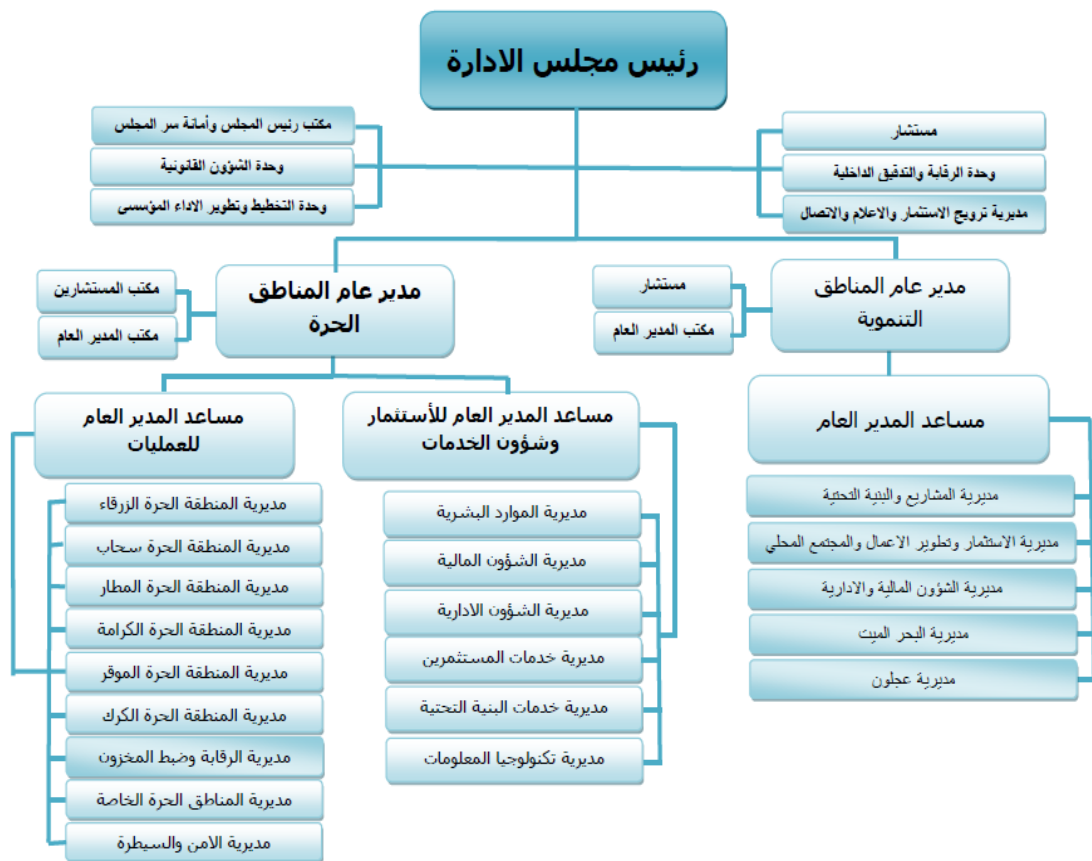 رئيس مجلس الادارة
مستشار
وحدة الرقابة والتدقيق الداخلية
مديرية ترويج الاستثمار والاعلام والاتصال
مكتب رئيس المجلس وأمانة سر المجلس
وحدة الشؤون القانونية
وحدة التخطيط وتطوير الاداء المؤسسي
مدير عام المناطق
التنموية
مستشار
مكتب المدير العام
مدير عام المناطق
الحرة
مكتب المستشارين
مكتب المدير العام
مساعد المدير العام
مديرية المشاريع والبنية التحتية
مديرية الاستثمار وتطوير الاعمال والمجتمع المحلي
مديرية الشؤون المالية والادارية
مديرية البحر الميت
مديرية عجلون
مساعد المدير العام للأستثمار
وشؤون الخدمات
مديرية الموارد البشرية
مديرية الشؤون المالية
مديرية الشؤون الادارية
مديرية خدمات المستثمرين
مديرية خدمات البنية التحتية
مديرية تكنولوجيا المعلومات
مساعد المدير العام
للعمليات
مديرية المنطقة الحرة الزرقاء
مديرية المنطقة الحرة سحاب
مديرية المنطقة الحرة المطار
مديرية المنطقة الحرة الكرامة
مديرية المنطقة الحرة الموقر
مديرية المنطقة الحرة الكرك
مديرية الرقابة وضبط المخزون
مديرية المناطق الحرة الخاصة
مديرية الامن والسيطرة